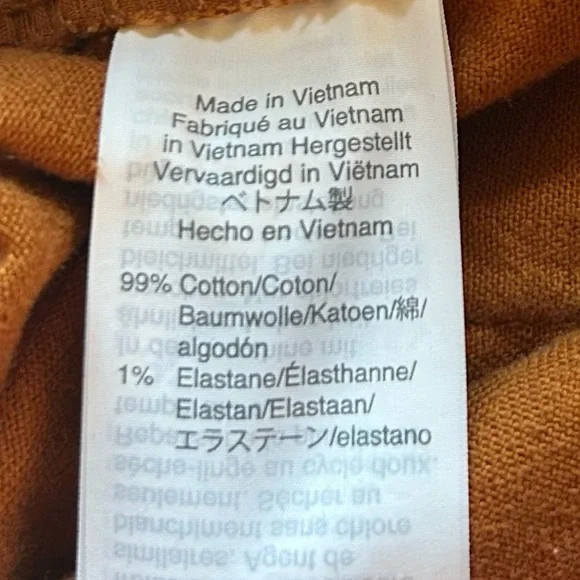 Made in Vietnam
Fabriqué au Vietnam
in Vietnam Hergestellt
Vervaardigd in Viëtnam
ベトナム製
Hecho en Vietnam
99% Cotton/Coton/
Baumwolle/Katoen/綿/
algodón
1% Elastane/Élasthanne/
Elastan/Elastaan/
エラステーン/elastano